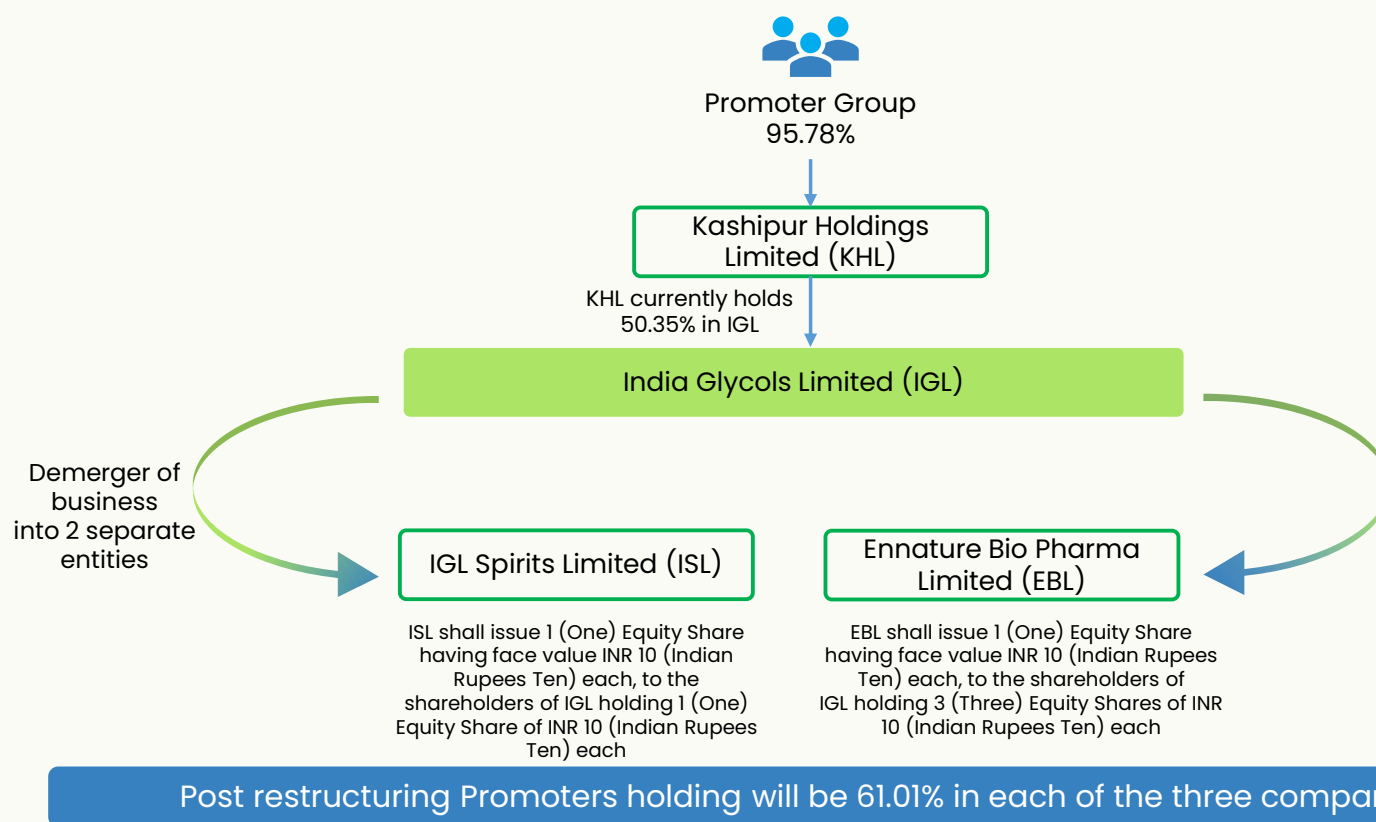 Promoter Group
95.78%
Kashipur Holdings
Limited (KHL)
KHL currently holds
50.35% in IGL
India Glycols Limited (IGL)
Demerger of
business
into 2 separate
entities
IGL Spirits Limited (ISL)
Ennature Bio Pharma
Limited (EBL)
ISL shall issue 1 (One) Equity Share
having face value INR 10 (Indian
Rupees Ten) each, to the
shareholders of IGL holding 1 (One)
Equity Share of INR 10 (Indian Rupees
Ten) each
EBL shall issue 1 (One) Equity Share
having face value INR 10 (Indian Rupees
Ten) each, to the shareholders of
IGL holding 3 (Three) Equity Shares of INR
10 (Indian Rupees Ten) each
Post restructuring Promoters holding will be 61.01% in each of the three